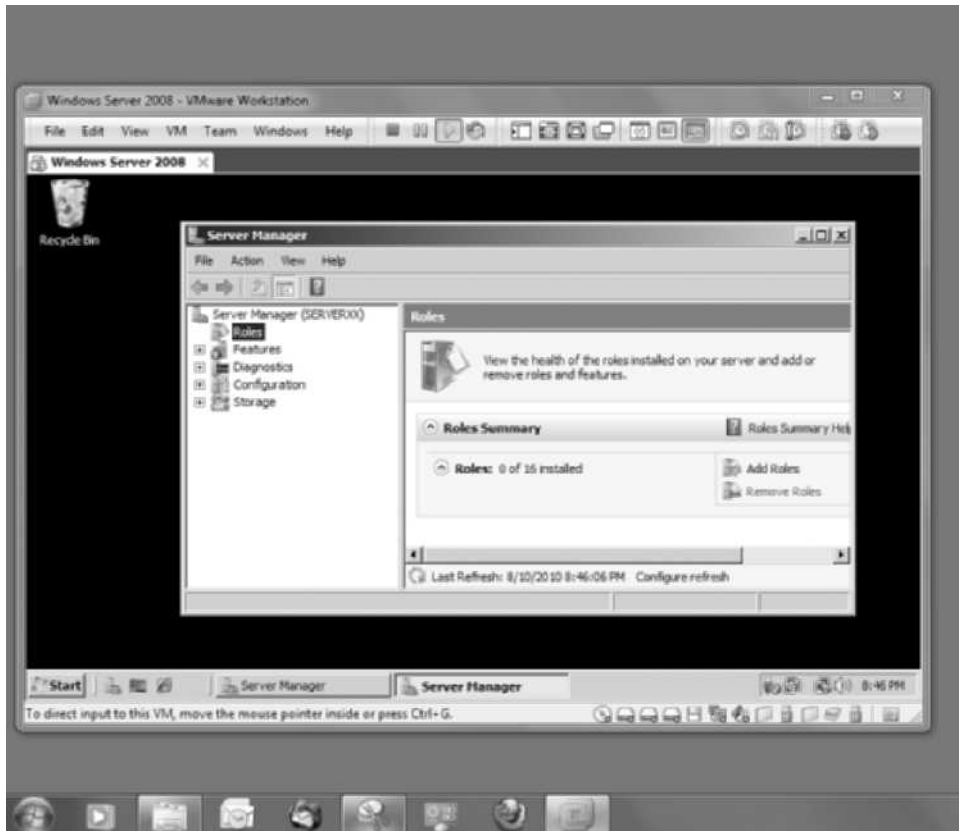 Windows Server 2008 - VMware Workstation
File Edit View VM Team Windows Help
Windows Server 2008
Recycle Bin
Server Manager
File Action View Help
Server Manager (SERVERXX)
Roles
Features
Diagnostics
Configuration
Storage
Roles
View the health of the roles installed on your server and add or
remove roles and features.
Roles Summary
Roles Summary Help
Roles: 0 of 16 installed
Add Roles
Remove Roles
Last Refresh: 8/10/2010 8:46:06 PM Configure refresh
Start Server Manager Server Manager 8:46 PM
To direct input to this VM, move the mouse pointer inside or press Ctrl+G.